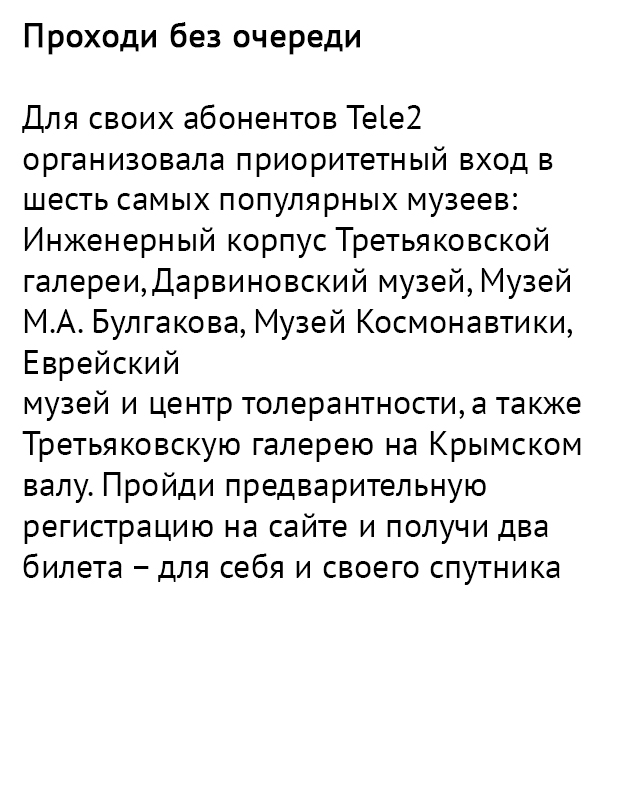 Проходи без очереди
Для своих абонентов Tele2
организовала приоритетный вход в
шесть самых популярных музеев:
Инженерный корпус Третьяковской
галереи, Дарвиновский музей, Музей
М.А. Булгакова, Музей Космонавтики,
Еврейский
музей и центр толерантности, а также
Третьяковскую галерею на Крымском
валу. Пройди предварительную
регистрацию на сайте и получи два
билета – для себя и своего спутника